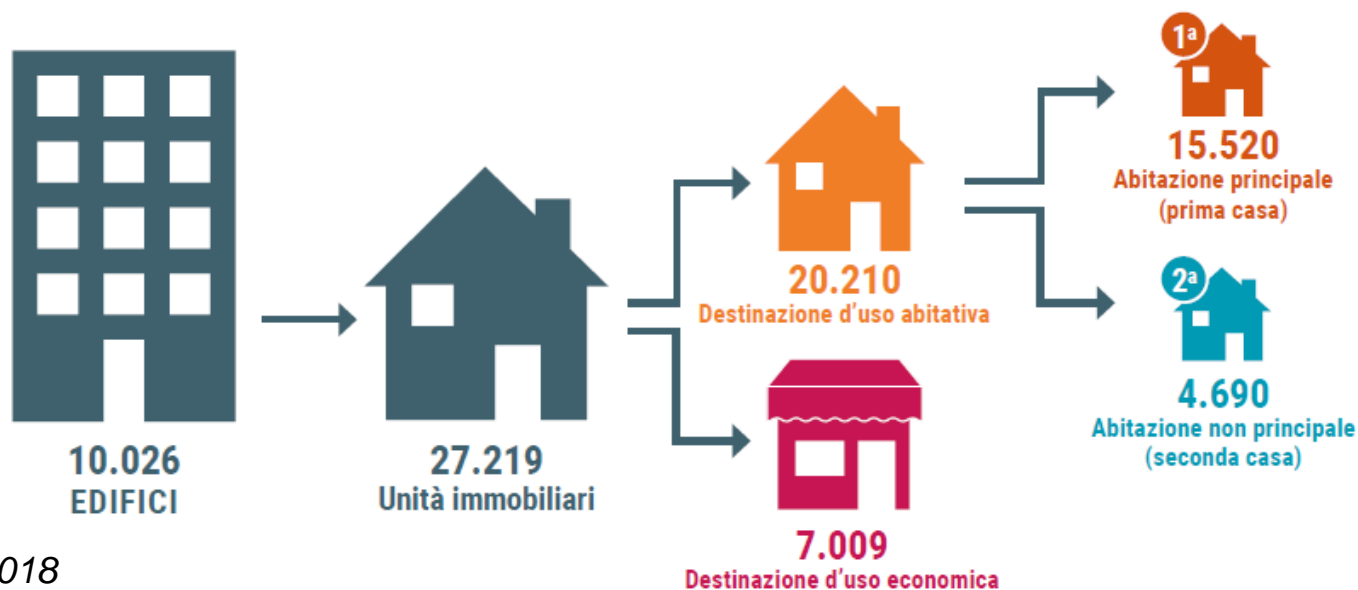 10.026
EDIFICI
27.219
Unità immobiliari
20.210
Destinazione d'uso abitativa
7.009
Destinazione d'uso economica
1ª
15.520
Abitazione principale
(prima casa)
2ª
4.690
Abitazione non principale
(seconda casa)
018